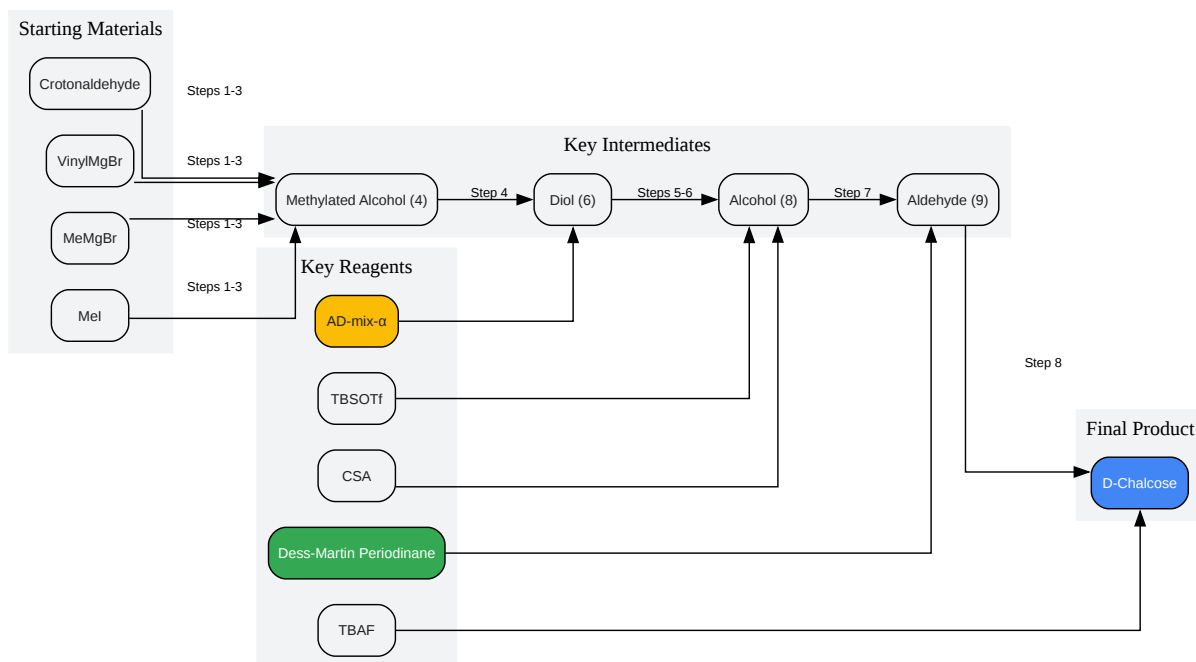 Starting Materials
Crotonaldehyde
VinylMgBr
MeMgBr
MeI
Steps 1-3
Steps 1-3
Steps 1-3
Steps 1-3
Key Intermediates
Methylated Alcohol (4)
Step 4
Diol (6)
Steps 5-6
Alcohol (8)
Step 7
Aldehyde (9)
Key Reagents
AD-mix-α
TBSOTf
CSA
Dess-Martin Periodinane
TBAF
Step 8
Final Product
D-Chalcose